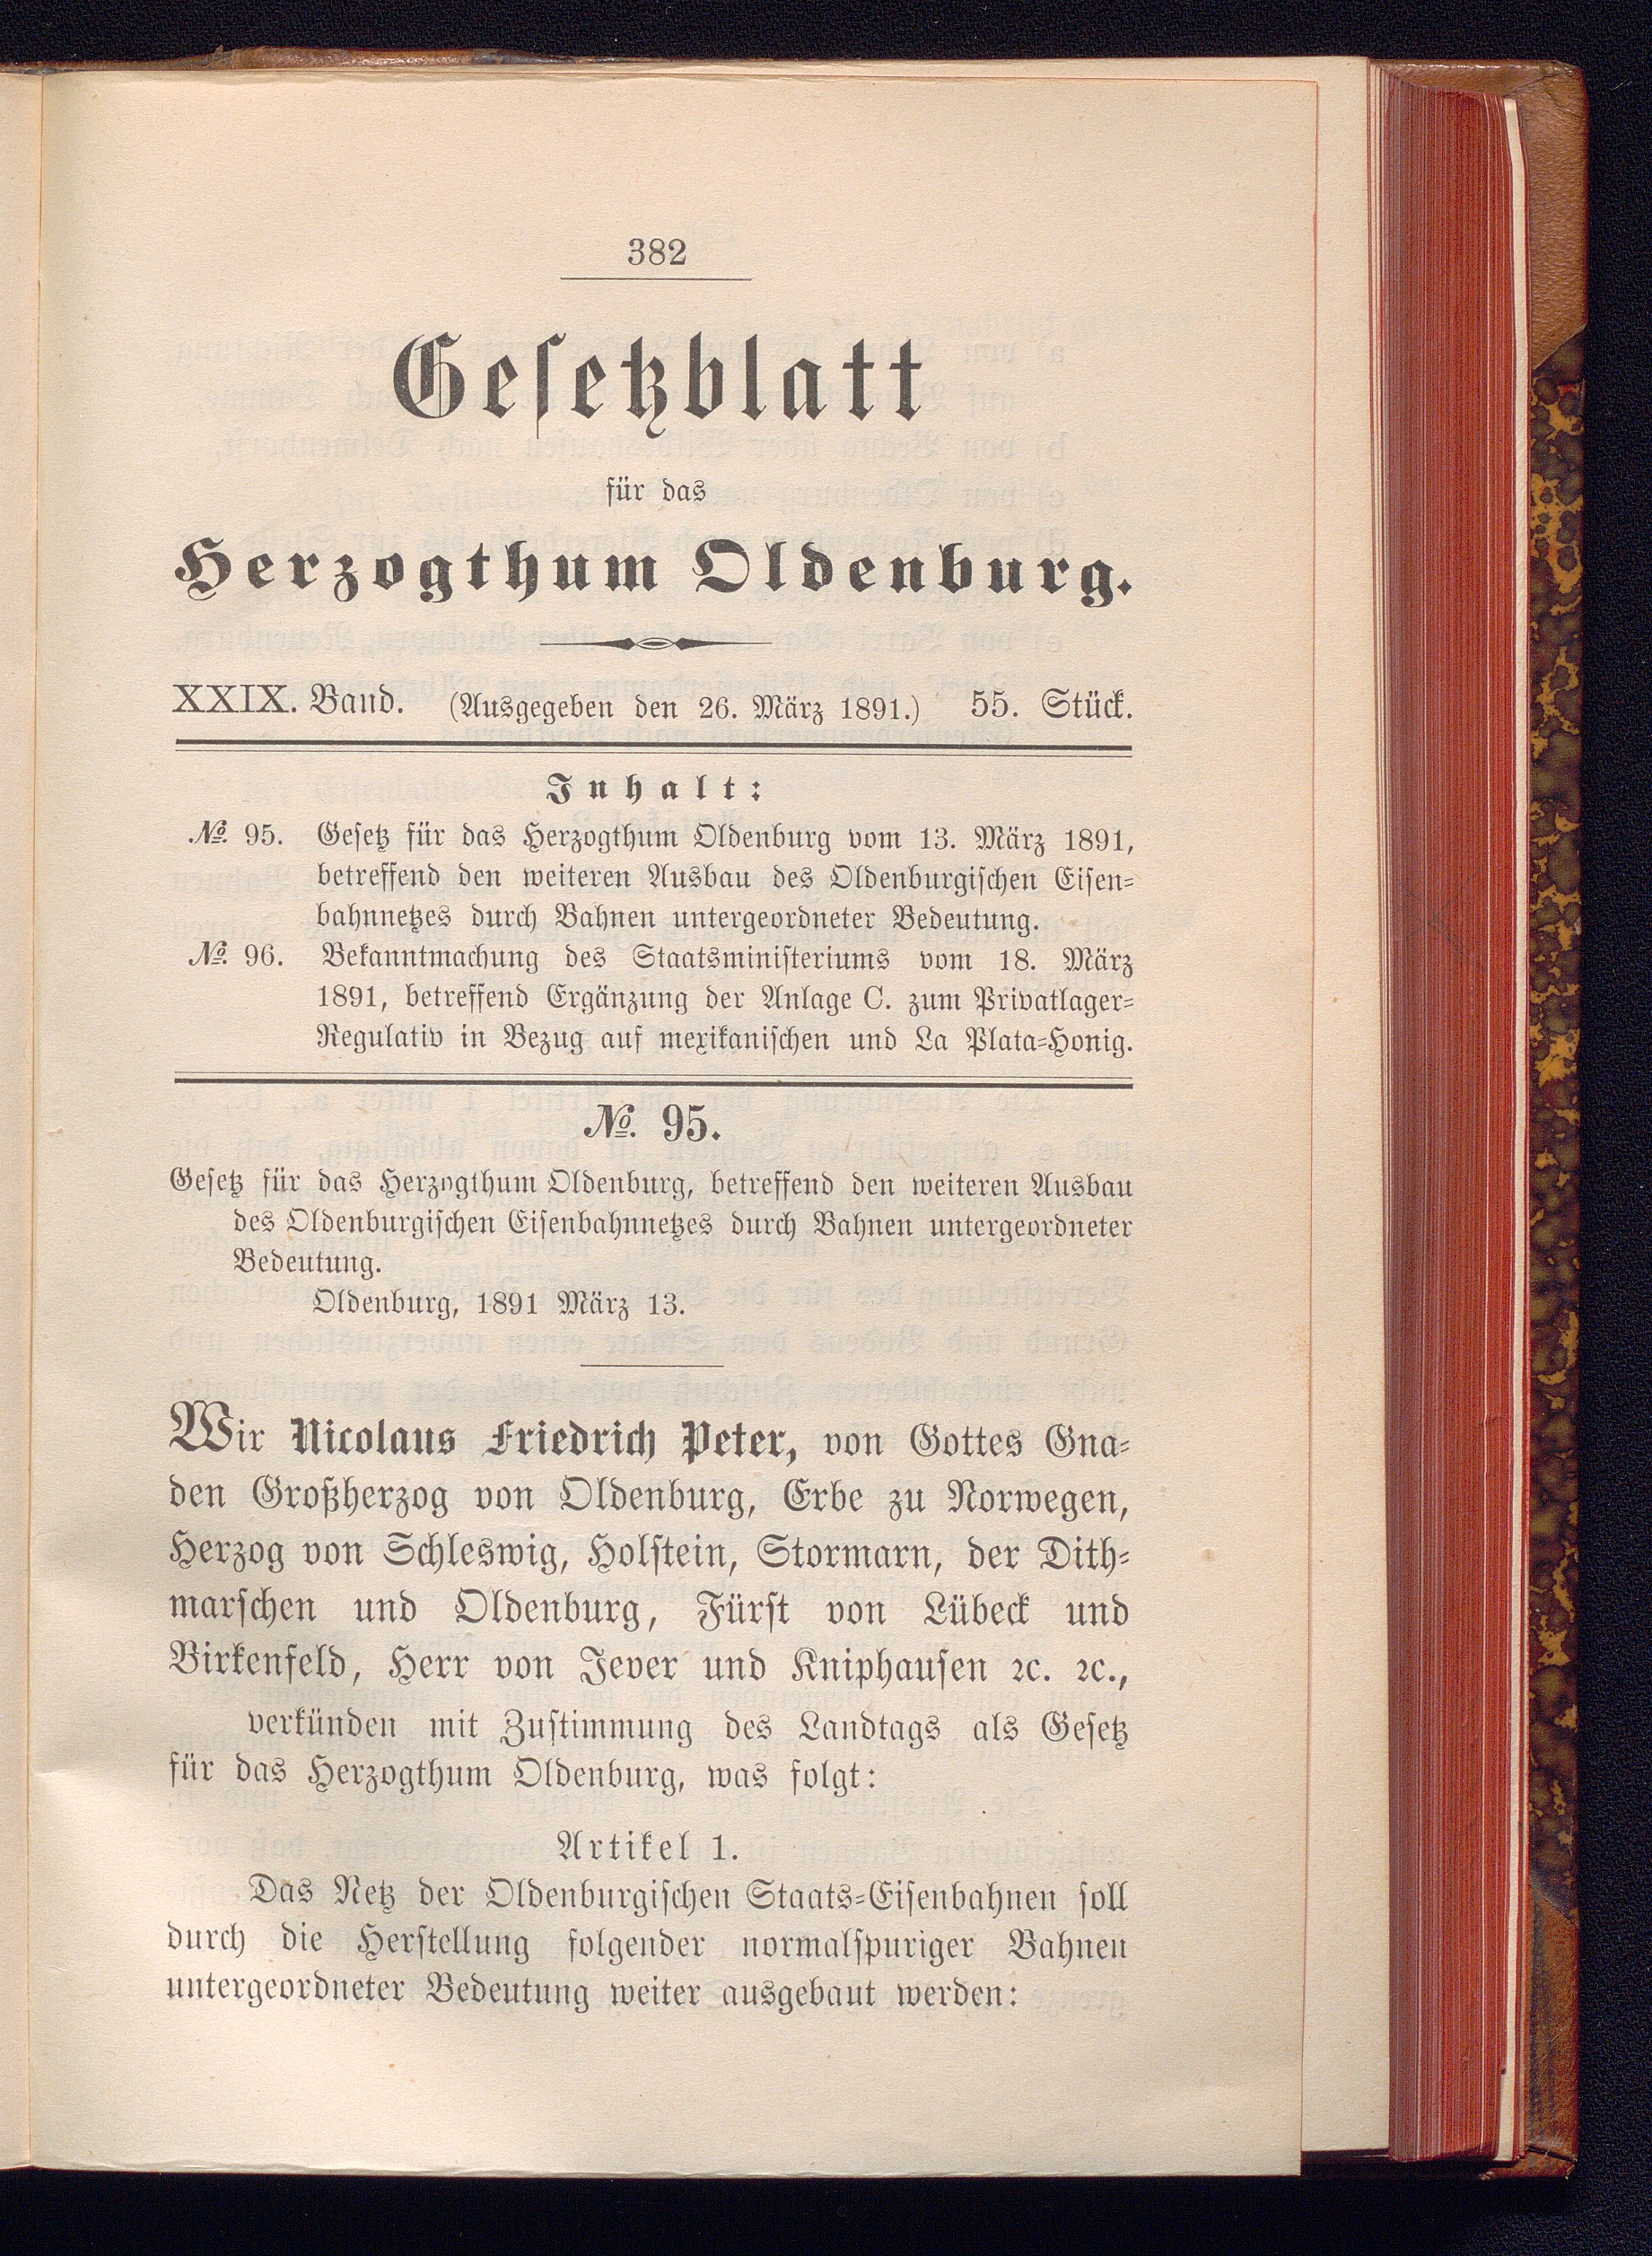 382
Gesetzblatt
für das
Herzogthum Oldenburg.
XXIX. Band. (Ausgegeben den 26. März 1891.) 55. Stück.
Inhalt:
№. 95. Gesetz für das Herzogthum Oldenburg vom 13. März 1891,
betreffend den weiteren Ausbau des Oldenburgischen Eisen-
bahnnetzes durch Bahnen untergeordneter Bedeutung.
№. 96. Bekanntmachung des Staatsministeriums vom 18. März
1891, betreffend Ergänzung der Anlage C. zum Privatlager-
Regulativ in Bezug auf mexikanischen und La Plata-Honig.
№. 95.
Gesetz für das Herzogthum Oldenburg, betreffend den weiteren Ausbau
des Oldenburgischen Eisenbahnnetzes durch Bahnen untergeordneter
Bedeutung.
Oldenburg, 1891 März 13.
Wir Nicolaus Friedrich Peter, von Gottes Gna-
den Großherzog von Oldenburg, Erbe zu Norwegen,
Herzog von Schleswig, Holstein, Stormarn, der Dith-
marschen und Oldenburg, Fürst von Lübeck und
Birkenfeld, Herr von Jever und Kniphausen ꝛc. ꝛc.,
verkünden mit Zustimmung des Landtags als Gesetz
für das Herzogthum Oldenburg, was folgt:
Artikel 1.
Das Netz der Oldenburgischen Staats-Eisenbahnen soll
durch die Herstellung folgender normalspuriger Bahnen
untergeordneter Bedeutung weiter ausgebaut werden: